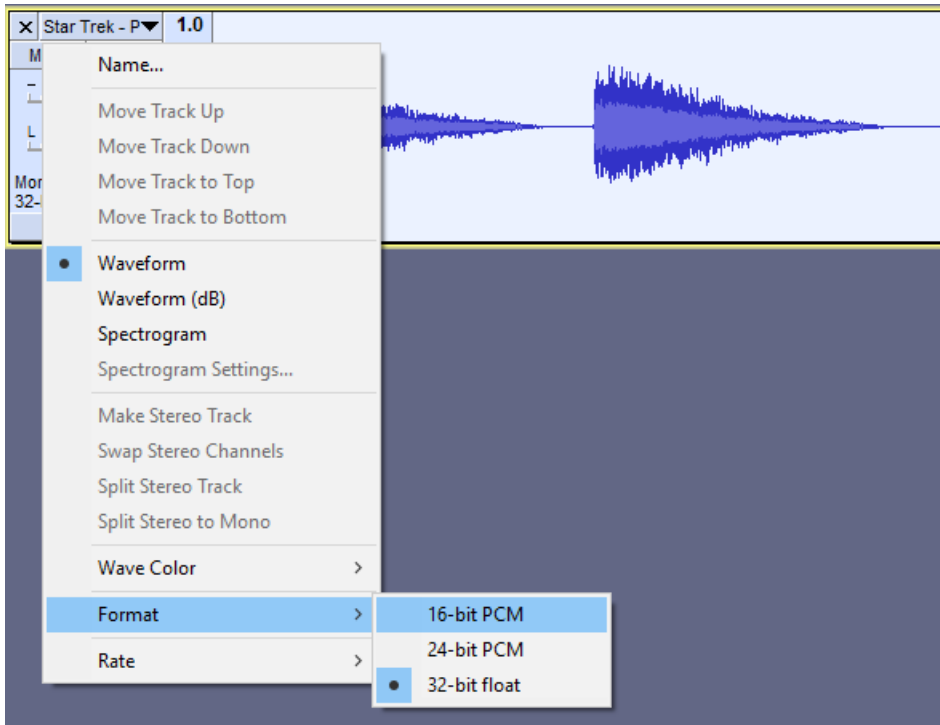 × Star Trek - P▼ 1.0
M
Name...
Move Track Up
Move Track Down
L
Move Track to Top
Mor
32-
Move Track to Bottom
Waveform
Waveform (dB)
Spectrogram
Spectrogram Settings...
Make Stereo Track
Swap Stereo Channels
Split Stereo Track
Split Stereo to Mono
Wave Color >
Format > 16-bit PCM
24-bit PCM
Rate >
32-bit float